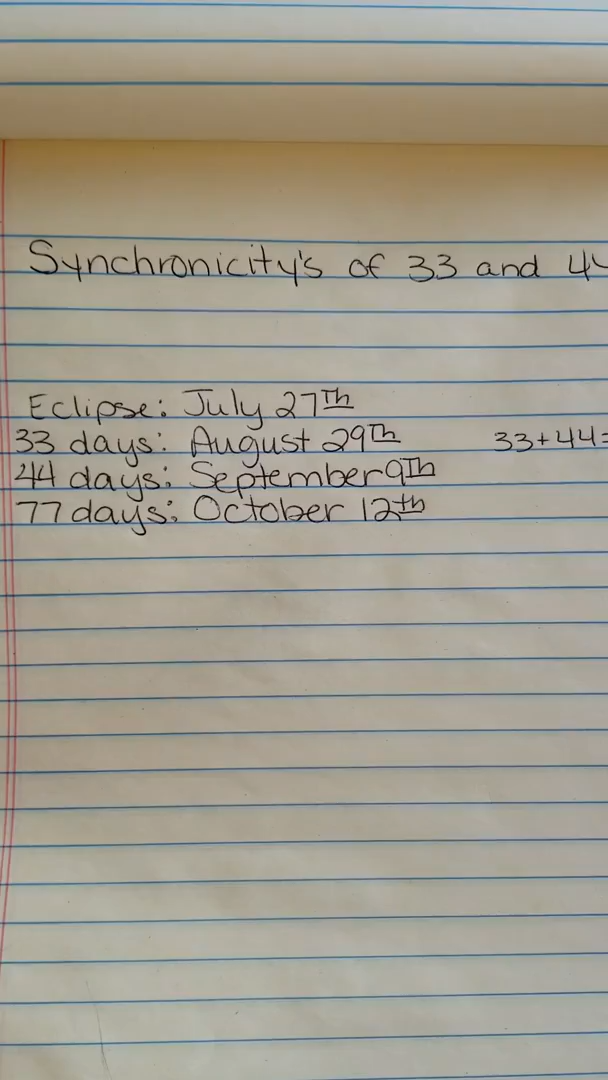 Synchronicity's of 33 and 44
Eclipse: July 27Th
33 days: August 29Th 33+44=
44 days: September 9Th
77 days: October 12th